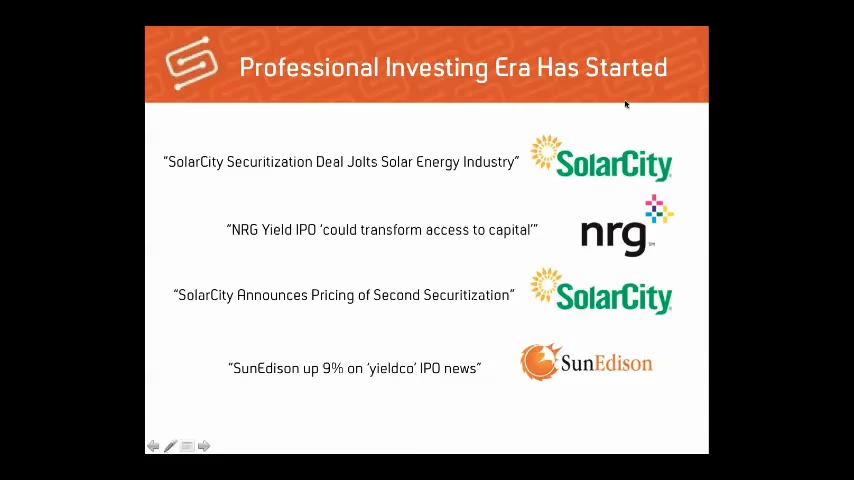 Professional Investing Era Has Started
“SolarCity Securitization Deal Jolts Solar Energy Industry”
SolarCity
“NRG Yield IPO ‘could transform access to capital’”
nrg
“SolarCity Announces Pricing of Second Securitization”
SolarCity
“SunEdison up 9% on ‘yieldco’ IPO news”
SunEdison